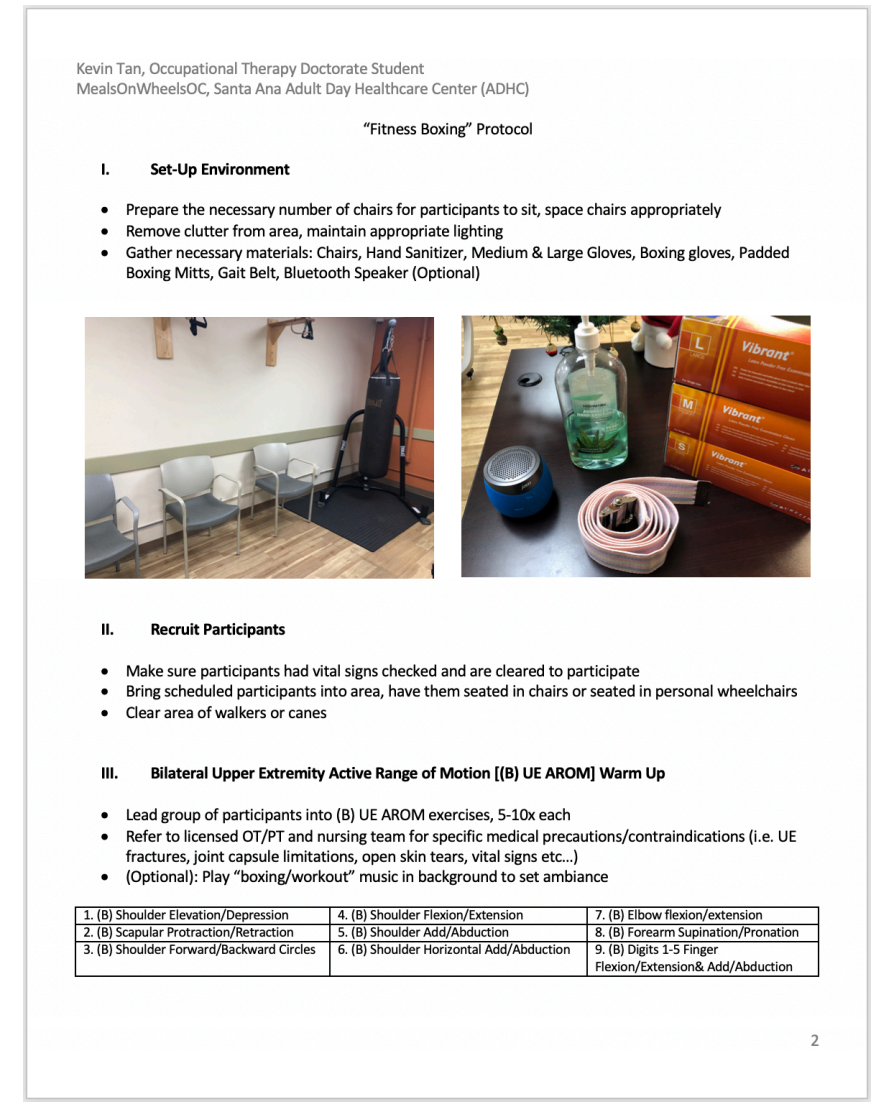 Kevin Tan, Occupational Therapy Doctorate Student
MealsOnWheelsOC, Santa Ana Adult Day Healthcare Center (ADHC)
“Fitness Boxing” Protocol
I. Set-Up Environment
• Prepare the necessary number of chairs for participants to sit, space chairs appropriately
• Remove clutter from area, maintain appropriate lighting
• Gather necessary materials: Chairs, Hand Sanitizer, Medium & Large Gloves, Boxing gloves, Padded
Boxing Mitts, Gait Belt, Bluetooth Speaker (Optional)
L
LARGE
Vibrant
M
Vibrant
S
Vibrant
II. Recruit Participants
• Make sure participants had vital signs checked and are cleared to participate
• Bring scheduled participants into area, have them seated in chairs or seated in personal wheelchairs
• Clear area of walkers or canes
III. Bilateral Upper Extremity Active Range of Motion [(B) UE AROM] Warm Up
• Lead group of participants into (B) UE AROM exercises, 5-10x each
• Refer to licensed OT/PT and nursing team for specific medical precautions/contraindications (i.e. UE
fractures, joint capsule limitations, open skin tears, vital signs etc...)
• (Optional): Play “boxing/workout” music in background to set ambiance
1. (B) Shoulder Elevation/Depression 4. (B) Shoulder Flexion/Extension 7. (B) Elbow flexion/extension
2. (B) Scapular Protraction/Retraction 5. (B) Shoulder Add/Abduction 8. (B) Forearm Supination/Pronation
3. (B) Shoulder Forward/Backward Circles 6. (B) Shoulder Horizontal Add/Abduction 9. (B) Digits 1-5 Finger
Flexion/Extension& Add/Abduction
2